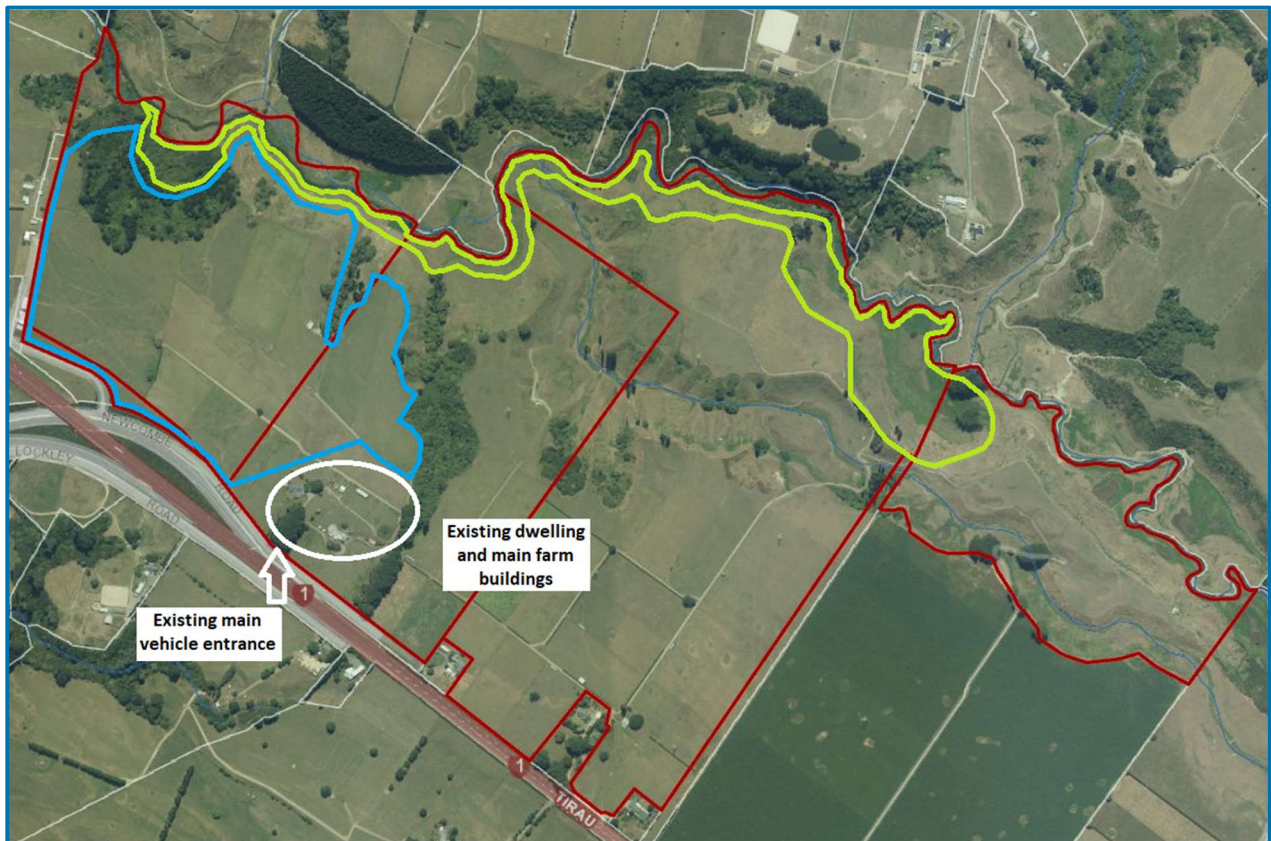 NEWCOMBE
ROAD
LOCKLEY
ROAD
1
Existing dwelling
and main farm
buildings
Existing main
vehicle entrance
1
TIRAU